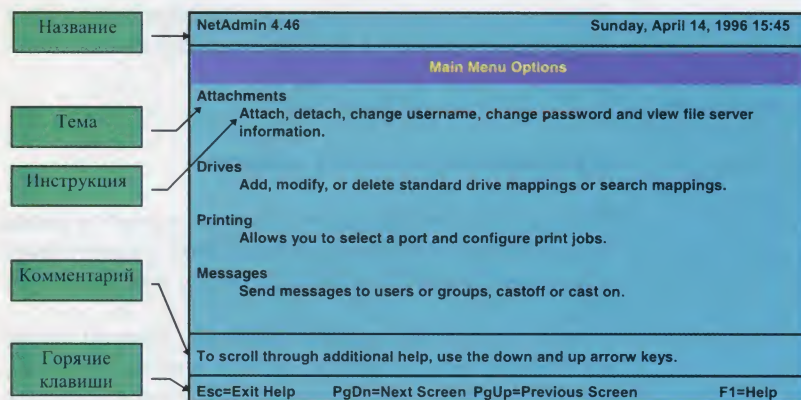 Название
NetAdmin 4.46 Sunday, April 14, 1996 15:45
Main Menu Options
Attachments
Attach, detach, change username, change password and view file server
information.
Тема
Инструкция
Drives
Add, modify, or delete standard drive mappings or search mappings.
Printing
Allows you to select a port and configure print jobs.
Комментарий
Messages
Send messages to users or groups, castoff or cast on.
To scroll through additional help, use the down and up arrorw keys.
Горячие
клавиши
Esc=Exit Help PgDn=Next Screen PgUp=Previous Screen F1=Help